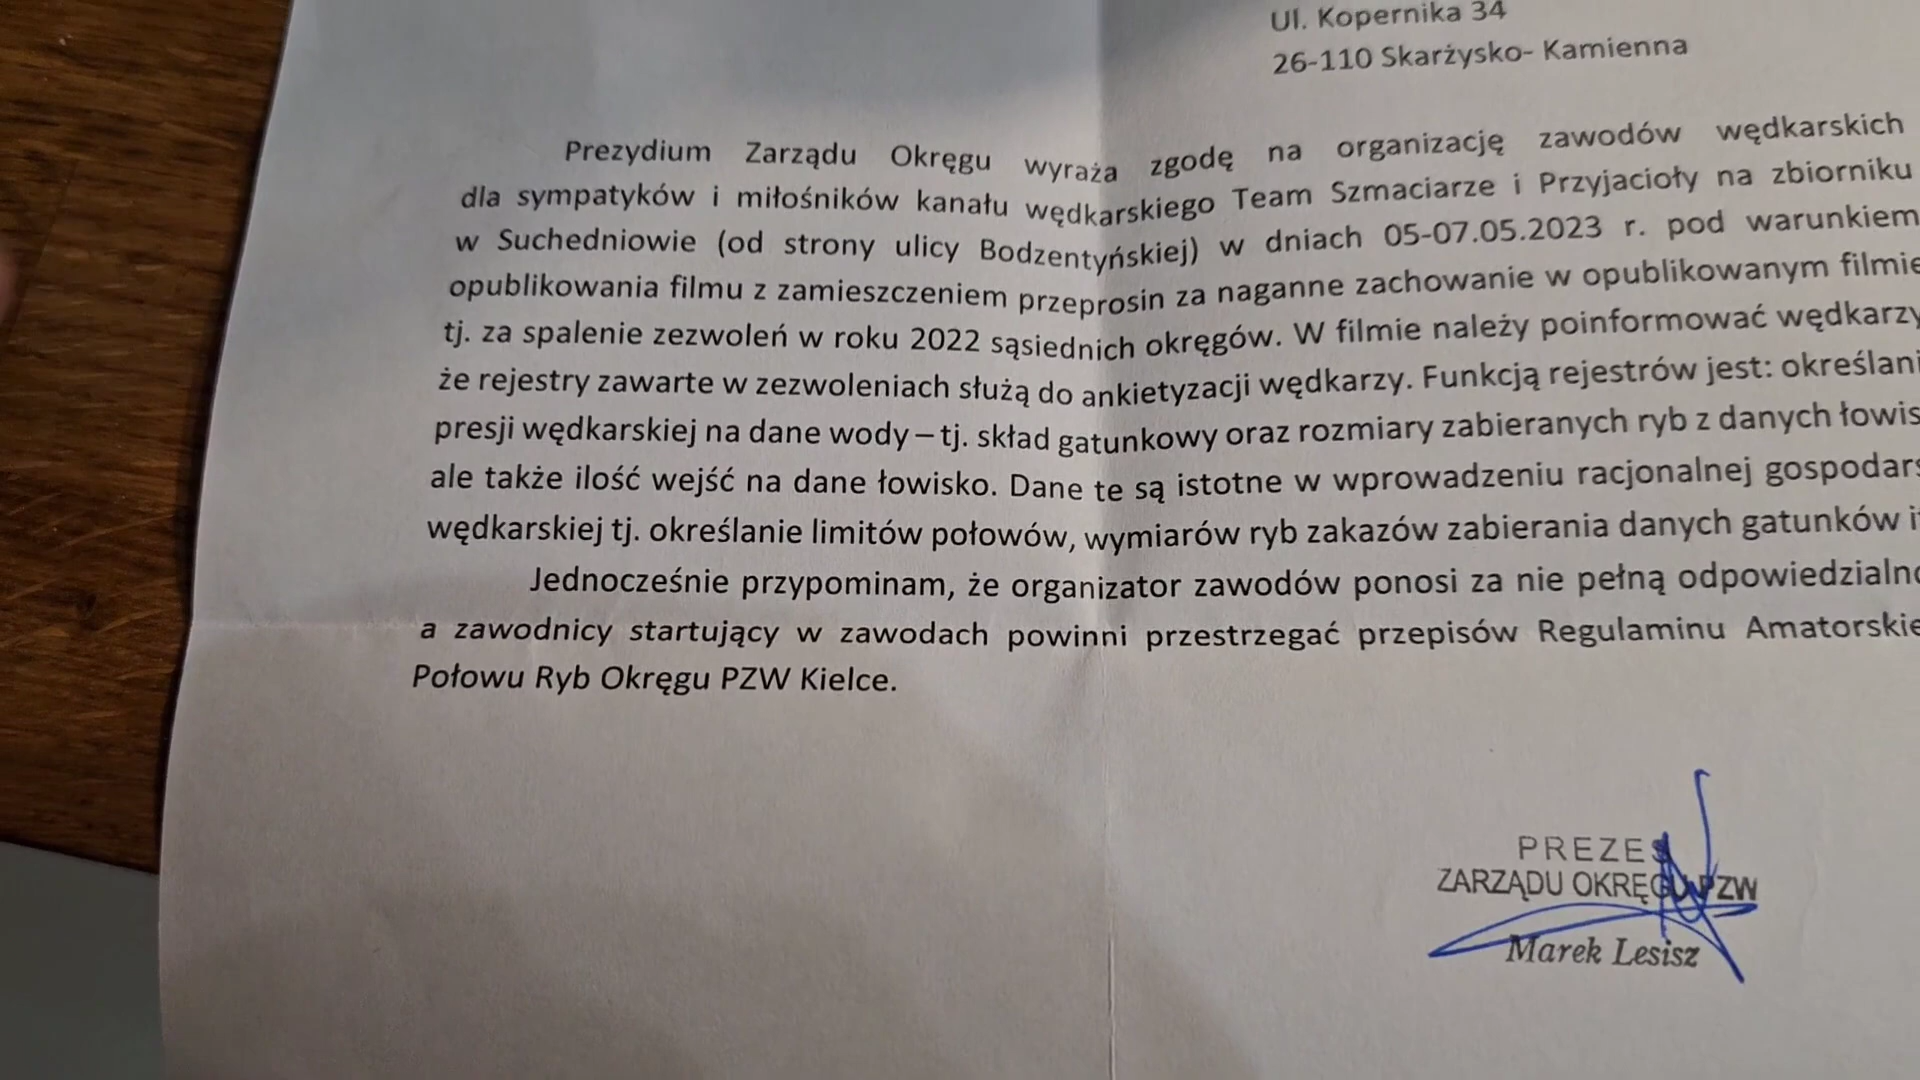 Ul. Kopernika 34
26-110 Skarżysko- Kamienna
Prezydium Zarządu Okręgu wyraża zgodę na organizację zawodów wędkarskich
dla sympatyków i miłośników kanału wędkarskiego Team Szmaciarze i Przyjacioły na zbiorniku
w Suchedniowie (od strony ulicy Bodzentyńskiej) w dniach 05-07.05.2023 r. pod warunkiem
opublikowania filmu z zamieszczeniem przeprosin za naganne zachowanie w opublikowanym filmie
tj. za spalenie zezwoleń w roku 2022 sąsiednich okręgów. W filmie należy poinformować wędkarzy
że rejestry zawarte w zezwoleniach służą do ankietyzacji wędkarzy. Funkcją rejestrów jest: określani
presji wędkarskiej na dane wody – tj. skład gatunkowy oraz rozmiary zabieranych ryb z danych łowis
ale także ilość wejść na dane łowisko. Dane te są istotne w wprowadzeniu racjonalnej gospodars
wędkarskiej tj. określanie limitów połowów, wymiarów ryb zakazów zabierania danych gatunków
Jednocześnie przypominam, że organizator zawodów ponosi za nie pełną odpowiedzialno
a zawodnicy startujący w zawodach powinni przestrzegać przepisów Regulaminu Amatorskie
Połowu Ryb Okręgu PZW Kielce.
PREZES
ZARZĄDU OKRĘGU PZW
Marek Lesisz